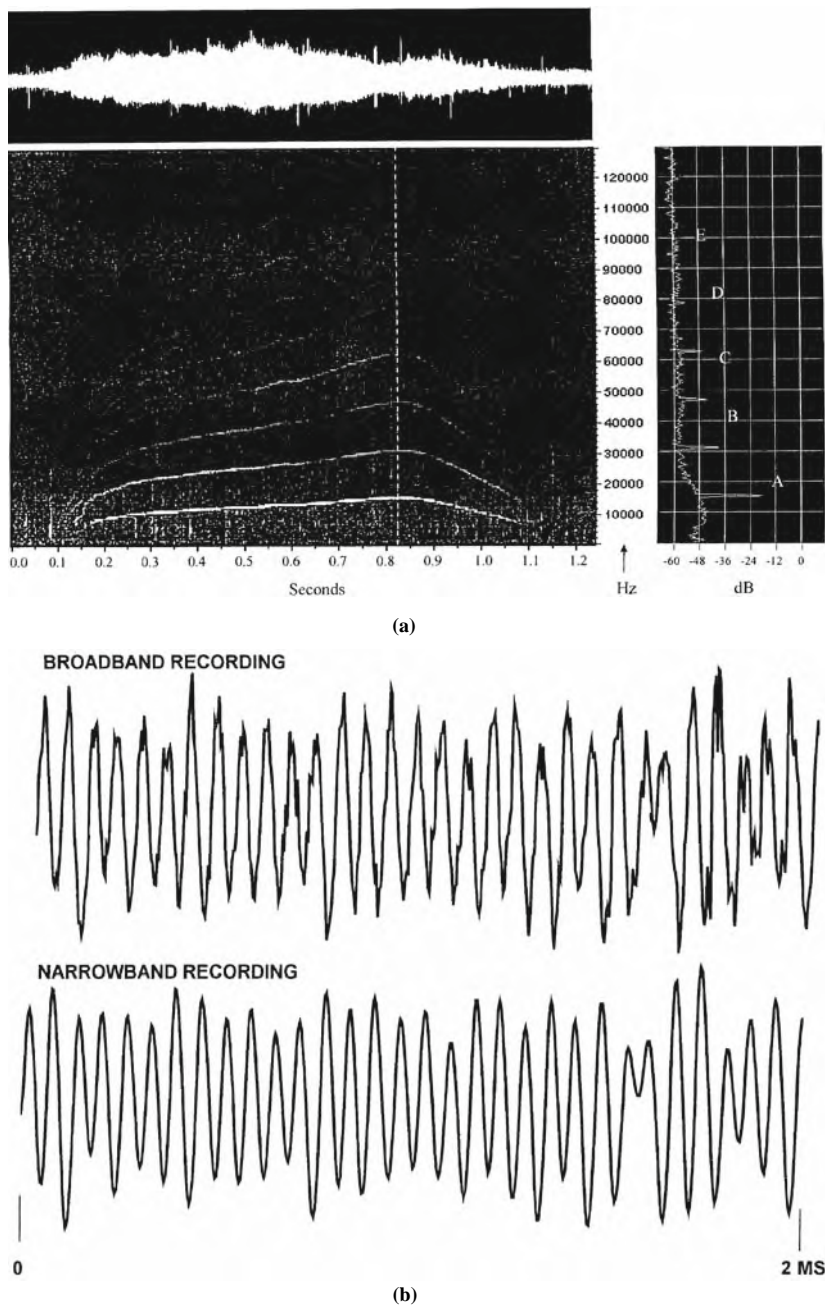 120000
110000
100000
90000
80000
70000
60000
50000
40000
30000
20000
10000
E
D
C
B
A
0.0 0.1 0.2 0.3 0.4 0.5 0.6 0.7 0.8 0.9 1.0 1.1 1.2
-60 -48 -36 -24 -12 0
Seconds
Hz
dB
(a)
BROADBAND RECORDING
NARROWBAND RECORDING
0
2 MS
(b)